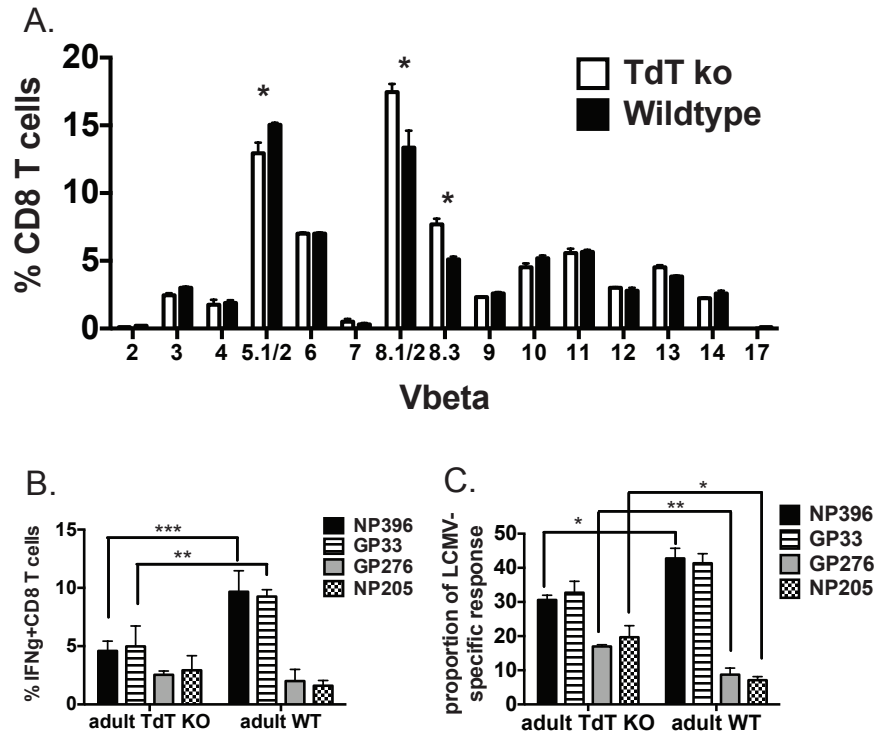 A.
% CD8 T cells
20
15
10
5
0
*
*
*
TdT ko
Wildtype
2 3 4 5.1/2 6 7 8.1/2 8.3 9 10 11 12 13 14 17
Vbeta
B.
% IFNg+CD8 T cells
15
10
5
0
***
**
NP396
GP33
GP276
NP205
adult TdT KO adult WT
C.
proportion of LCMV-
specific response
50
40
30
20
10
0
*
**
*
NP396
GP33
GP276
NP205
adult TdT KO adult WT